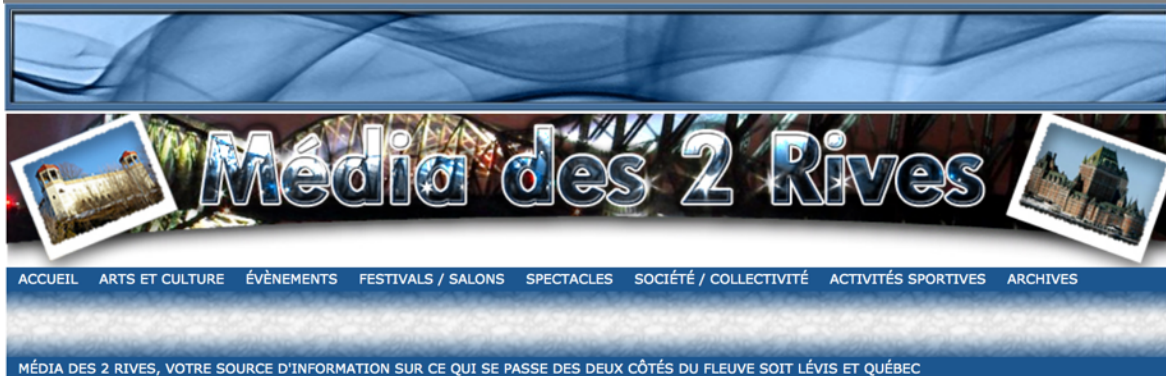 Média des 2 Rives
ACCUEIL ARTS ET CULTURE ÉVÈNEMENTS FESTIVALS / SALONS SPECTACLES SOCIÉTÉ / COLLECTIVITÉ ACTIVITÉS SPORTIVES ARCHIVES
MÉDIA DES 2 RIVES, VOTRE SOURCE D'INFORMATION SUR CE QUI SE PASSE DES DEUX CÔTÉS DU FLEUVE SOIT LÉVIS ET QUÉBEC